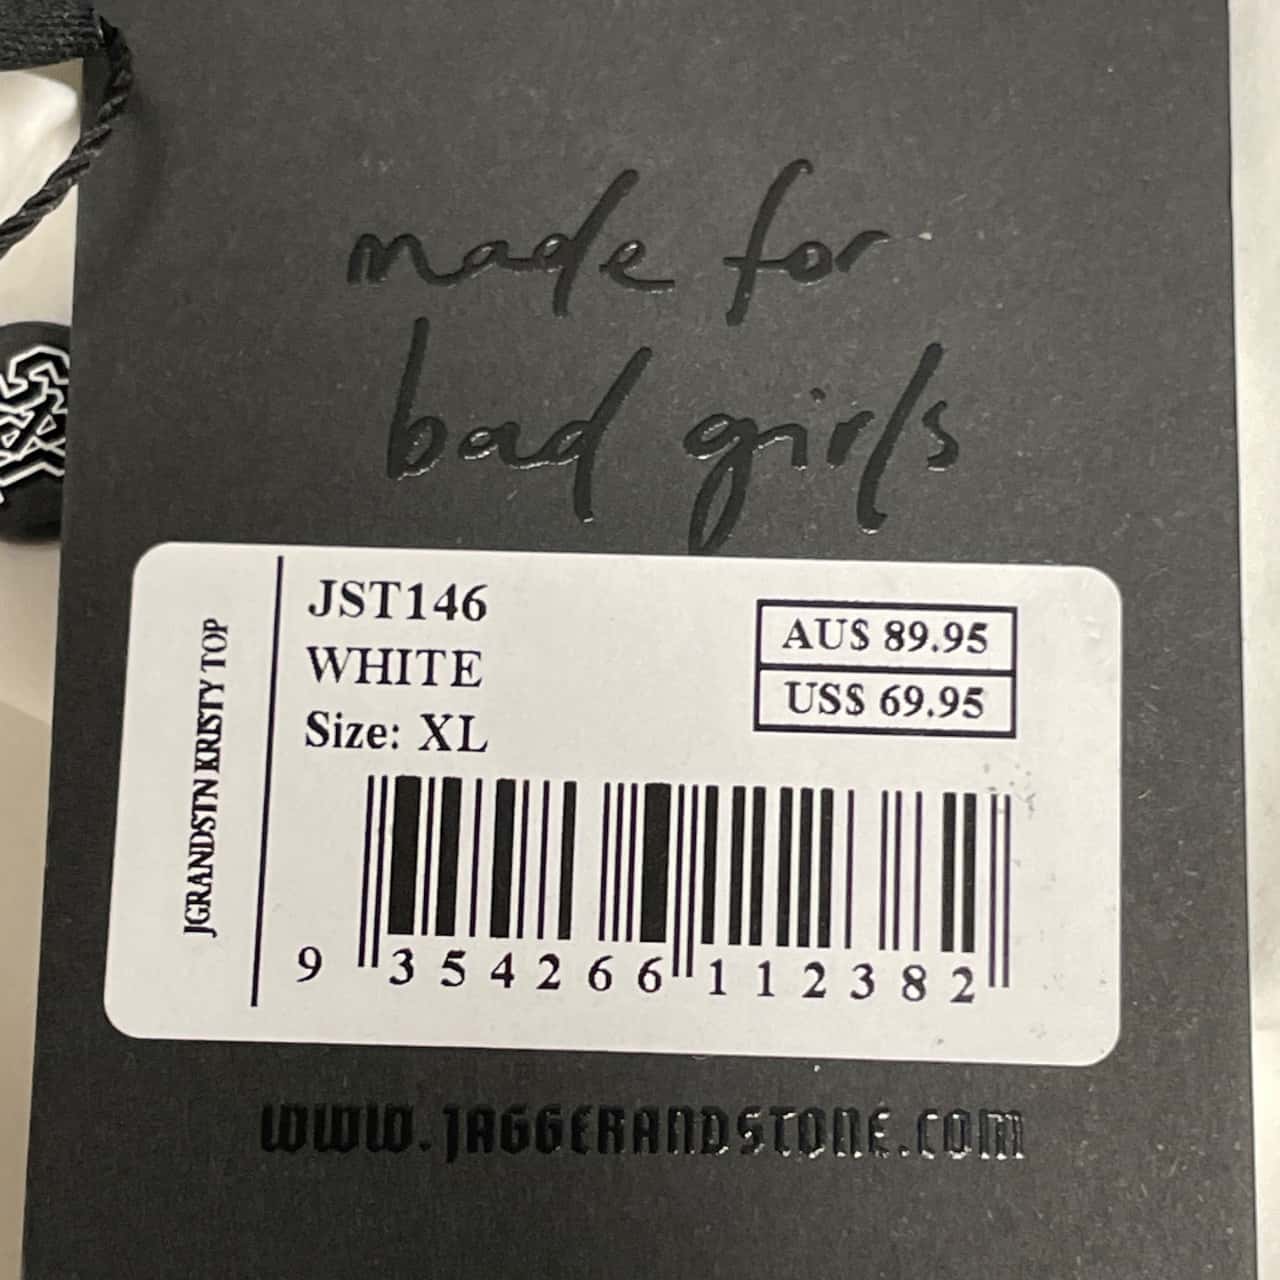 made for
bad girls
JGRANDSTN KRISTY TOP
JST146
WHITE
Size: XL
AU$ 89.95
US$ 69.95
9 354266 112382
WWW.JAGGERANDSTONE.COM